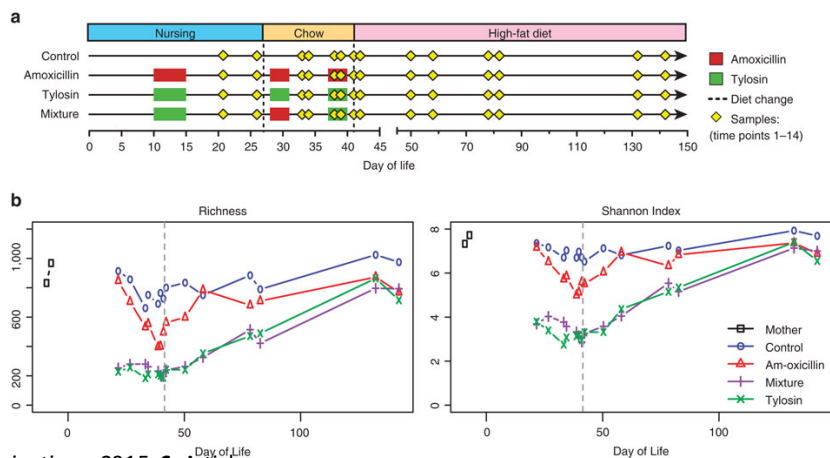 a
Nursing Chow High-fat diet
Control
Amoxicillin
Tylosin
Mixture
Amoxicillin
Tylosin
Diet change
Samples:
(time points 1–14)
0 5 10 15 20 25 30 35 40 45 50 70 90 110 130 150
Day of life
b
Richness
Shannon Index
0 200 600 1,000
0 50 100
Day of Life
0 2 4 6 8
0 50 100
Day of Life
Mother
Control
Am-oxicillin
Mixture
Tylosin